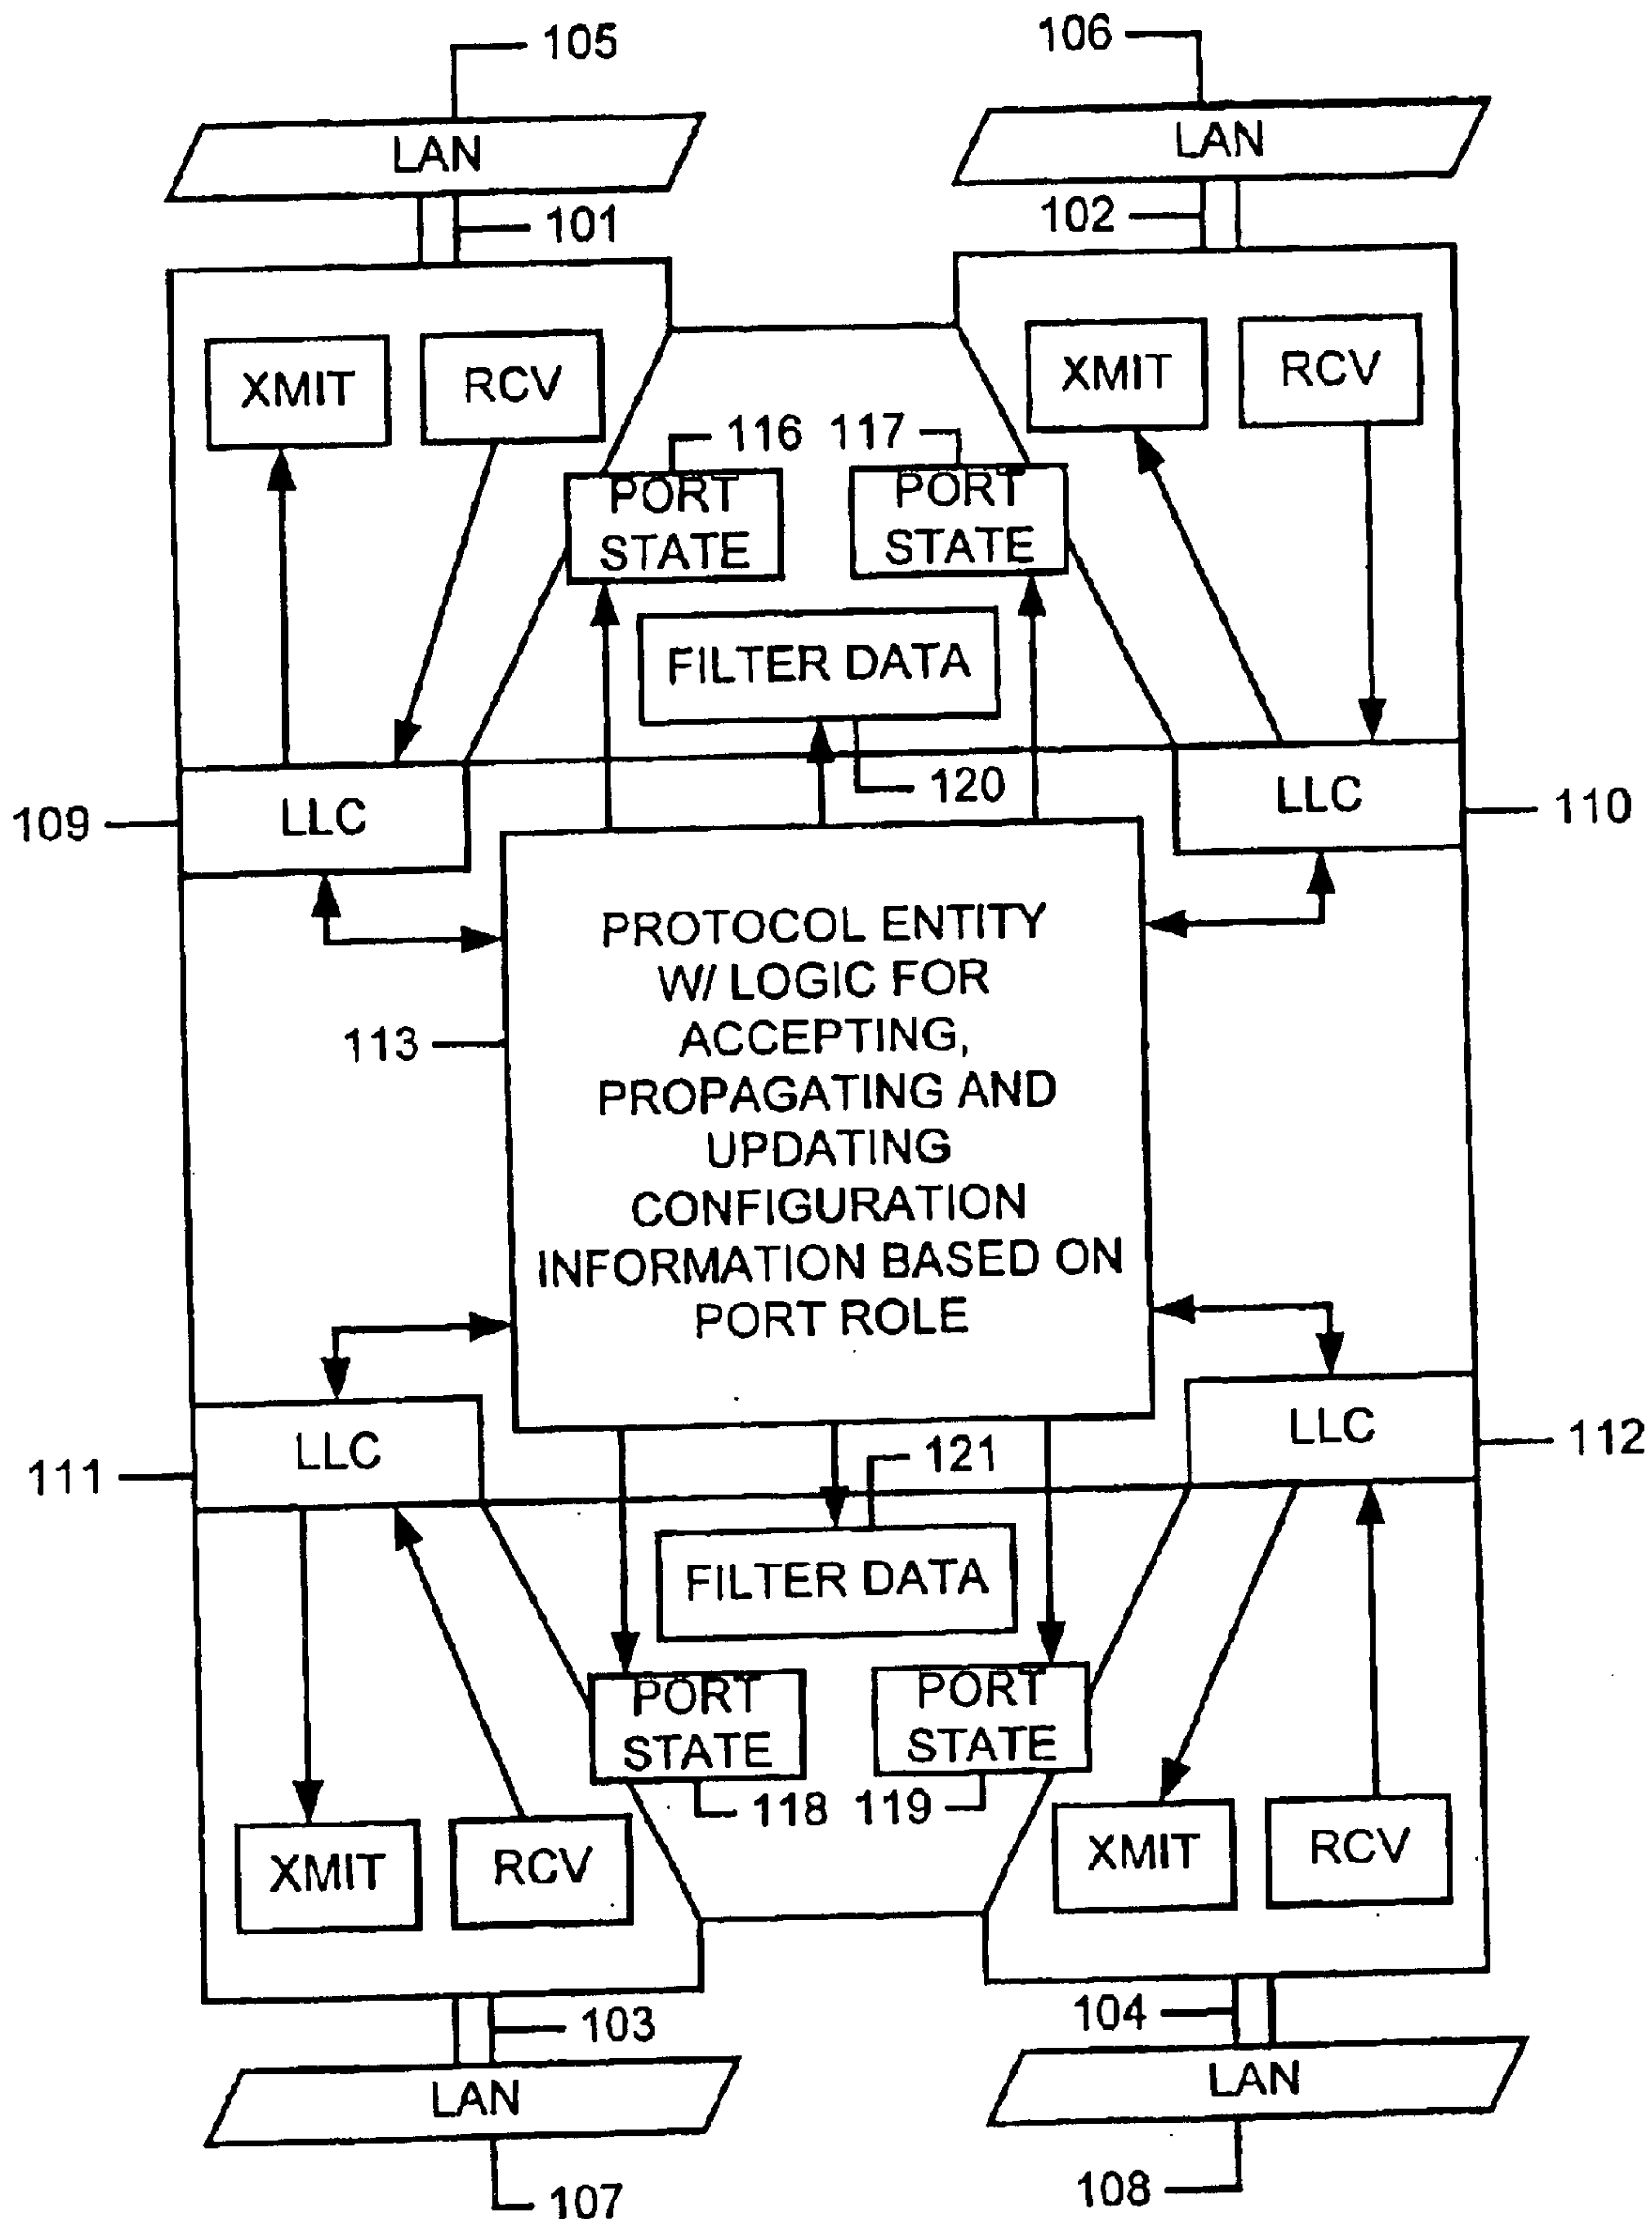 105
106
LAN
LAN
101
102
XMIT
RCV
XMIT
RCV
116
117
PORT
STATE
PORT
STATE
FILTER DATA
120
109
LLC
LLC
110
PROTOCOL ENTITY
W/ LOGIC FOR
ACCEPTING,
PROPAGATING AND
UPDATING
CONFIGURATION
INFORMATION BASED ON
PORT ROLE
113
111
LLC
LLC
112
121
FILTER DATA
PORT
STATE
PORT
STATE
118
119
XMIT
RCV
XMIT
RCV
103
104
LAN
LAN
107
108